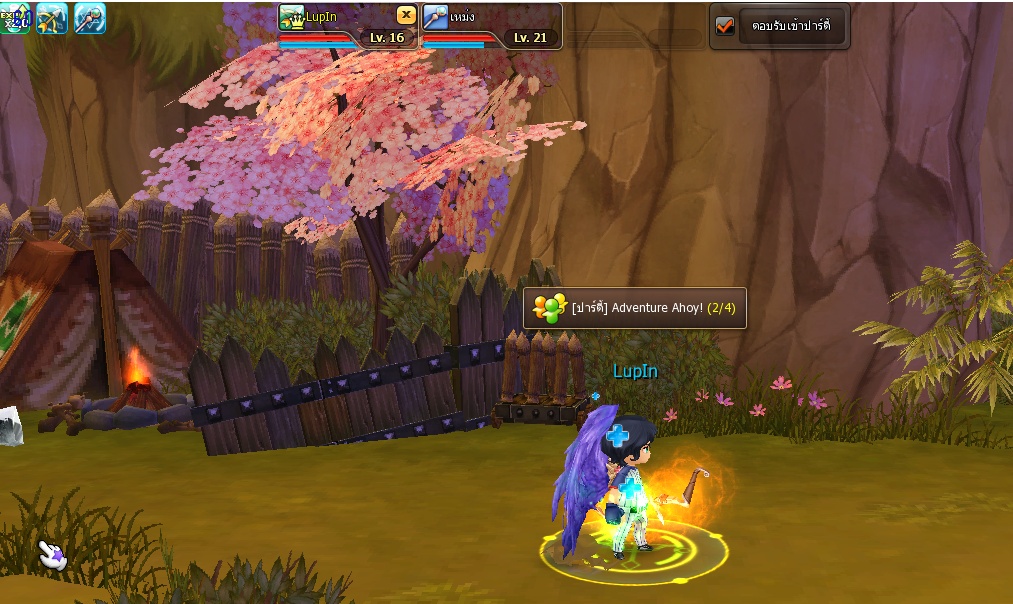 LupIn
Lv. 16
เหม่ง
Lv. 21
ตอบรับเข้าปาร์ตี้
[ปาร์ตี้] Adventure Ahoy! (2/4)
LupIn